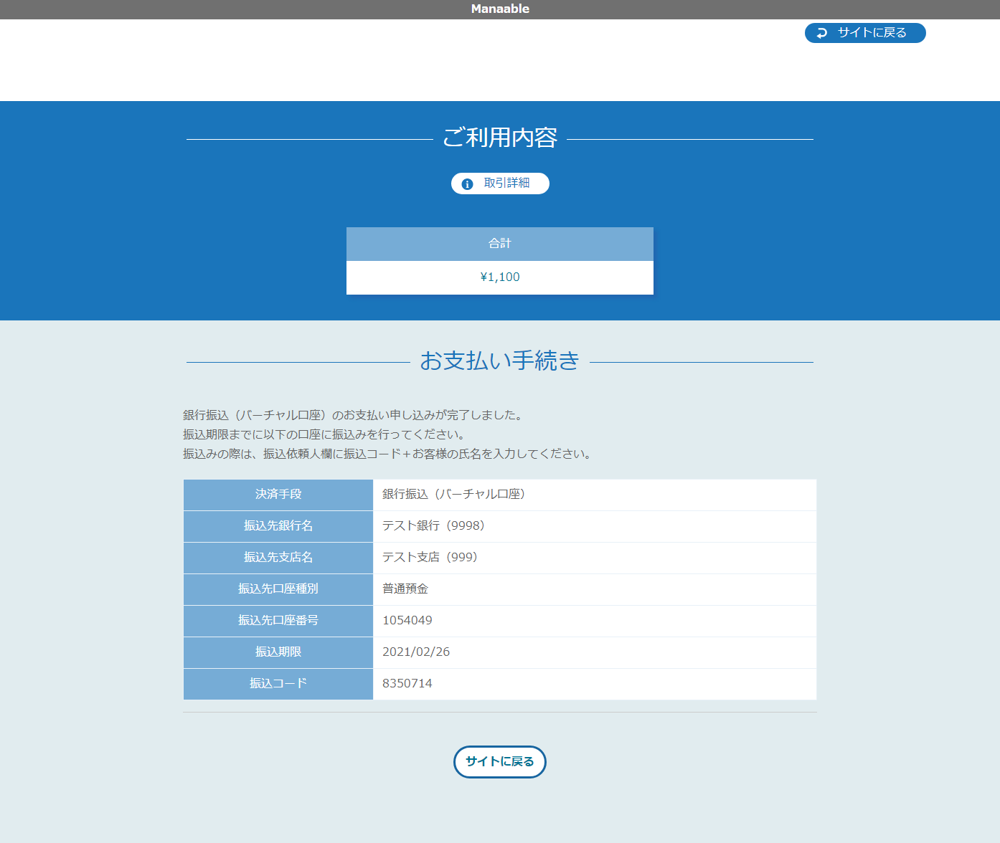 Manaable
サイトに戻る
ご利用内容
取引詳細
合計
¥1,100
お支払い手続き
銀行振込（バーチャル口座）のお支払い申し込みが完了しました。
振込期限までに以下の口座に振込みを行ってください。
振込みの際は、振込依頼人欄に振込コード＋お客様の氏名を入力してください。
決済手段 銀行振込（バーチャル口座）
振込先銀行名 テスト銀行（9998）
振込先支店名 テスト支店（999）
振込先口座種別 普通預金
振込先口座番号 1054049
振込期限 2021/02/26
振込コード 8350714
サイトに戻る